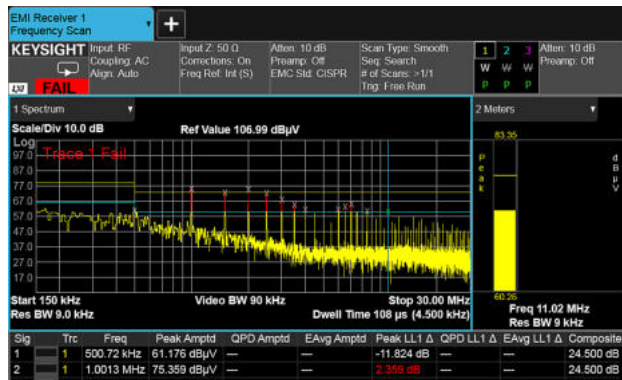 EMI Receiver 1
Frequency Scan
+
KEYSIGHT
Input: RF
Coupling: AC
Align: Auto
Input Z: 50 Ω
Corrections: On
Freq Ref: Int (S)
Atten: 10 dB
Preamp: Off
EMC Std: CISPR
Scan Type: Smooth
Seq: Search
# of Scans: >1/1
Trig: Free Run
1 2 3
W W W
P P P
Atten: 10 dB
Preamp: Off
LXI FAIL
1 Spectrum
2 Meters
Scale/Div 10.0 dB
Ref Value 106.99 dBµV
Log
Trace 1 Fail
97.0
87.0
77.0
67.0
57.0
47.0
37.0
27.0
17.0
83.35
Peak
dBµV
60.26
Start 150 kHz
Video BW 90 kHz
Stop 30.00 MHz
Res BW 9.0 kHz
Dwell Time 108 µs (4.500 kHz)
Freq 11.02 MHz
Res BW 9 kHz
Sig Trc Freq Peak Amptd QPD Amptd EAvg Amptd Peak LL1 Δ QPD LL1 Δ EAvg LL1 Δ Composite
1 1 500.72 kHz 61.176 dBµV --- --- -11.824 dB --- --- 24.500 dB
2 1 1.0013 MHz 75.359 dBµV --- --- 2.359 dB --- --- 24.500 dB